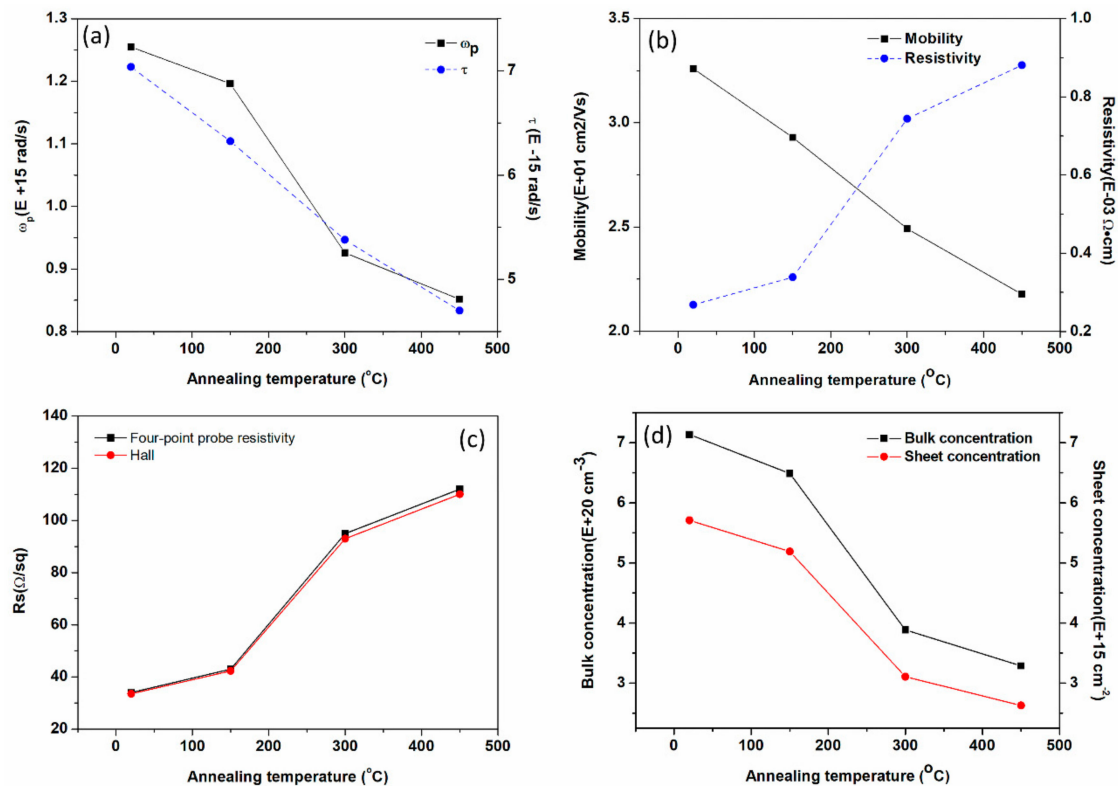 (a)
ωp
τ
1.3
1.2
1.1
1.0
0.9
0.8
7
6
5
ωp(E +15 rad/s)
τ (E -15 rad/s)
0 100 200 300 400 500
Annealing temperature (°C)
(b)
Mobility
Resistivity
3.5
3.0
2.5
2.0
1.0
0.8
0.6
0.4
0.2
Mobility(E+01 cm2/Vs)
Resistivity(E-03 Ω•cm)
0 100 200 300 400 500
Annealing temperature (°C)
(c)
Four-point probe resistivity
Hall
140
120
100
80
60
40
20
Rs(Ω/sq)
0 100 200 300 400 500
Annealing temperature (°C)
(d)
Bulk concentration
Sheet concentration
7
6
5
4
3
7
6
5
4
3
Bulk concentration(E+20 cm⁻³)
Sheet concentration(E+15 cm⁻²)
0 100 200 300 400 500
Annealing temperature (°C)